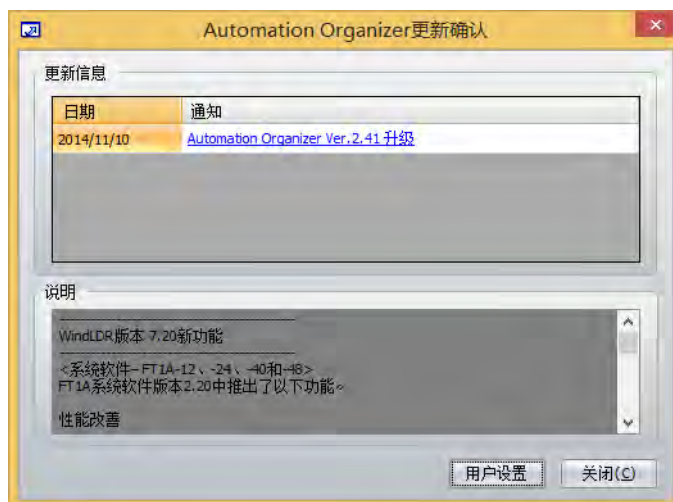 Automation Organizer更新确认
更新信息
日期 通知
2014/11/10 Automation Organizer Ver.2.41 升级
说明
WindLDR版本 7.20新功能
<系统软件-FT1A-12、-24、-40和-48>
FT1A系统软件版本2.20中推出了以下功能。
性能改善
用户设置 关闭(C)